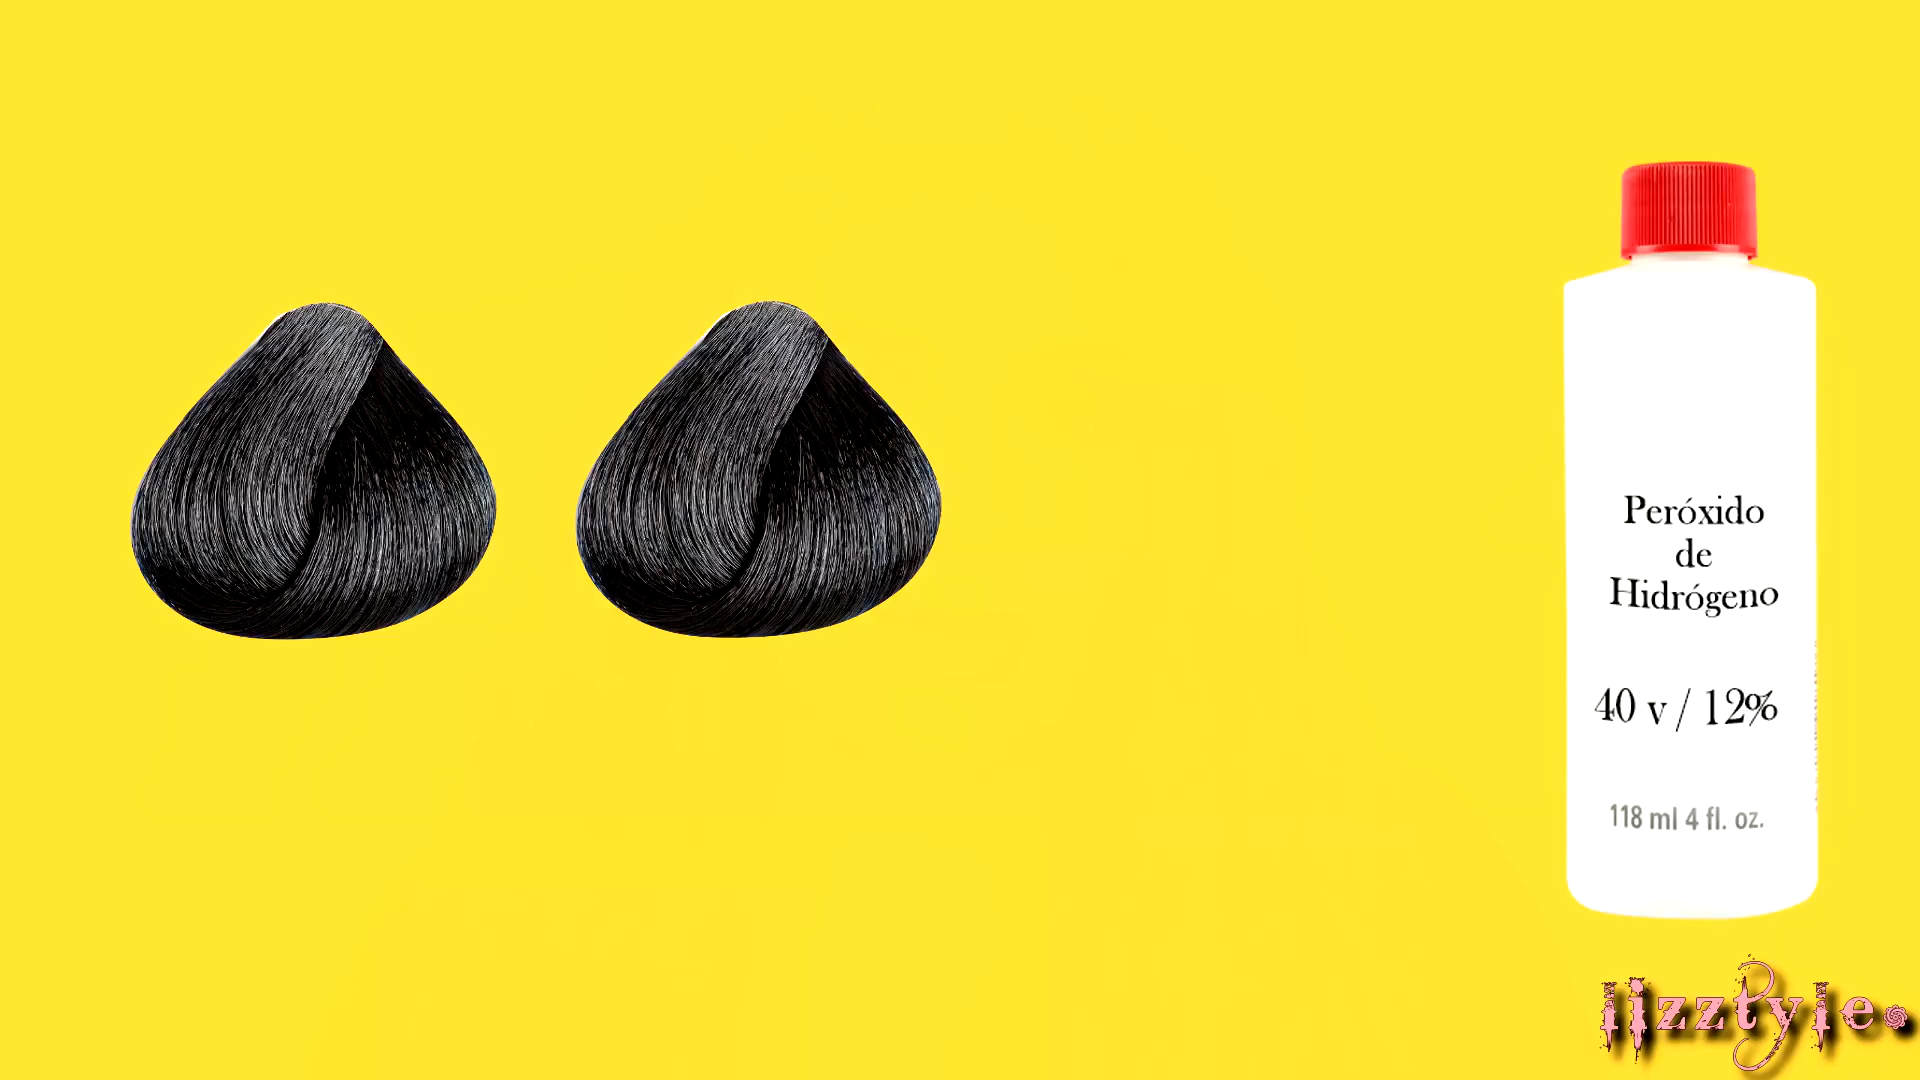 Peróxido
de
Hidrógeno
40 v / 12%
118 ml 4 fl. oz.
lizztyle